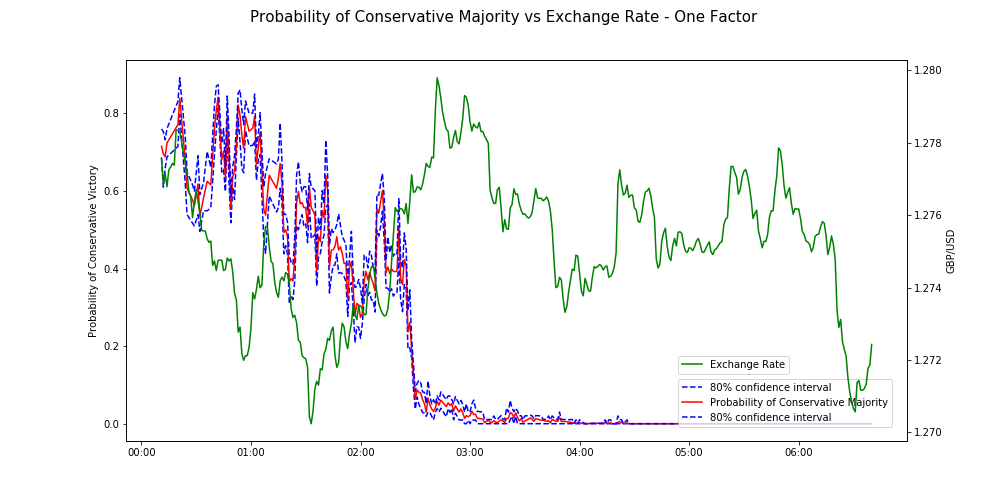 Probability of Conservative Majority vs Exchange Rate - One Factor
Probability of Conservative Victory
0.8
0.6
0.4
0.2
0.0
1.280
1.278
1.276
1.274
1.272
1.270
GBP/USD
Exchange Rate
80% confidence interval
Probability of Conservative Majority
80% confidence interval
00:00 01:00 02:00 03:00 04:00 05:00 06:00